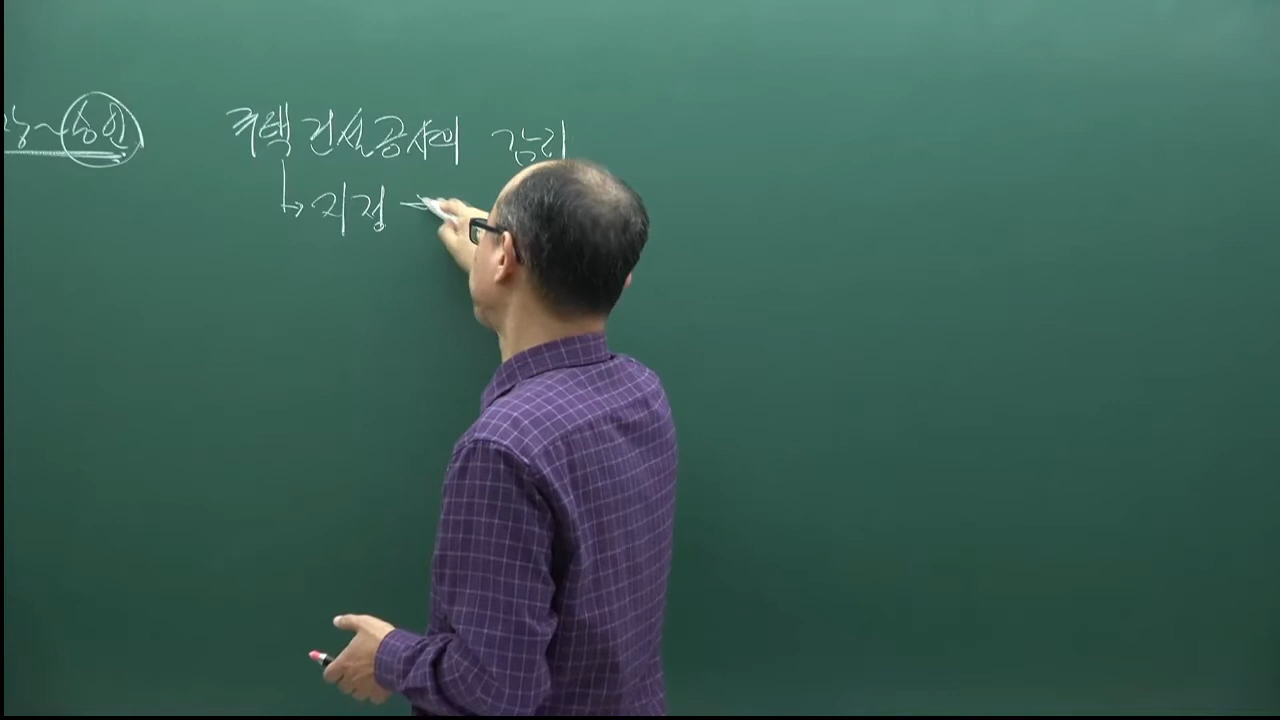 승인
주택건설공사의 감리
↳ 지정 →